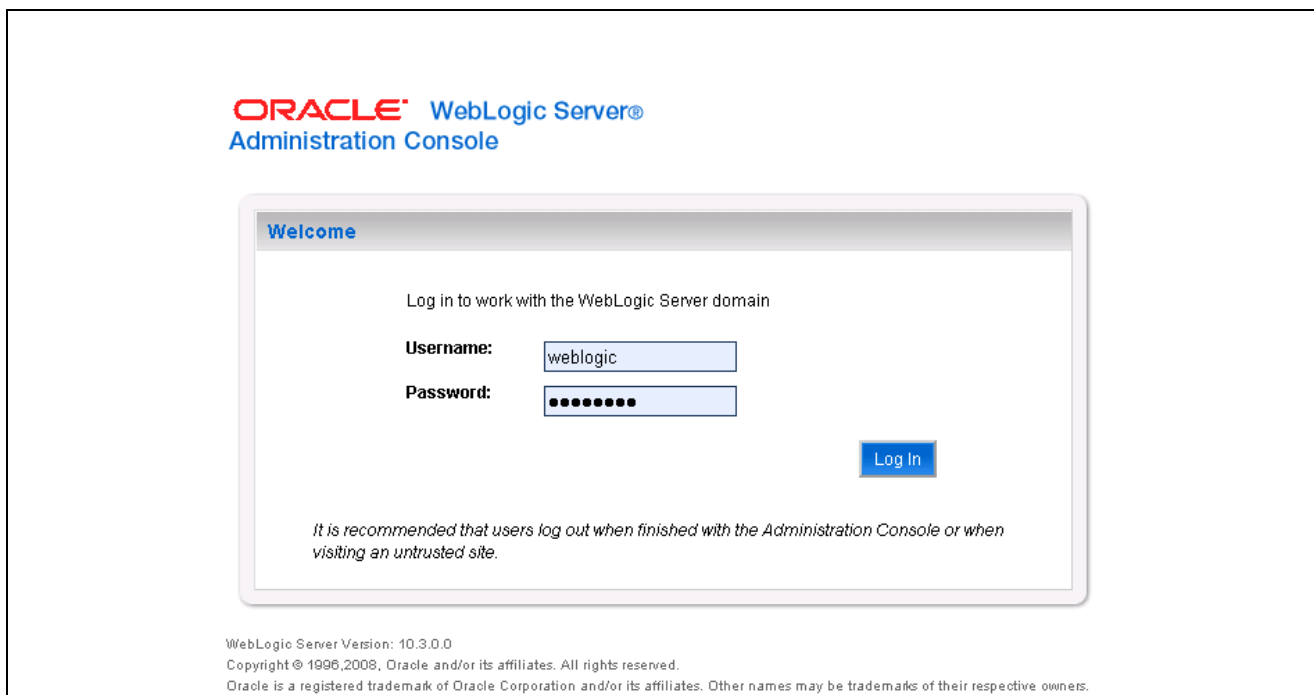 ORACLE WebLogic Server®
Administration Console
Welcome
Log in to work with the WebLogic Server domain
Username:
weblogic
Password:
●●●●●●●●
Log In
It is recommended that users log out when finished with the Administration Console or when
visiting an untrusted site.
WebLogic Server Version: 10.3.0.0
Copyright © 1996,2008, Oracle and/or its affiliates. All rights reserved.
Oracle is a registered trademark of Oracle Corporation and/or its affiliates. Other names may be trademarks of their respective owners.